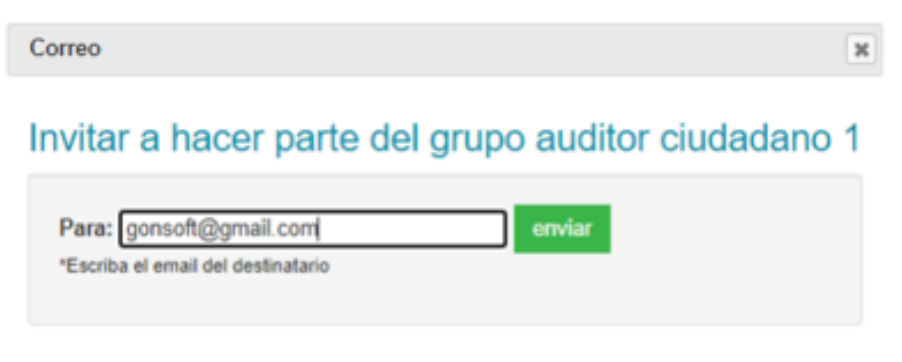 Correo
Invitar a hacer parte del grupo auditor ciudadano 1
Para: gonsoft@gmail.com enviar
*Escriba el email del destinatario